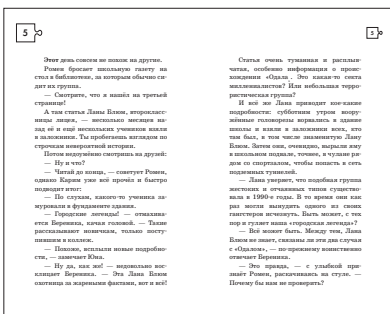 5
Этот день совсем не похож на другие.
Ромен бросает школьную газету на
стол в библиотеке, за которым обычно си-
дит их группа.
— Смотрите, что я нашёл на третьей
странице!
А там статья Ланы Блюм, второкласс-
ницы лицея, — несколько месяцев на-
зад её и ещё нескольких учеников взяли
в заложники. Ты пробегаешь взглядом по
строчкам невероятной истории.
Потом недоумённо смотришь на друзей:
— Ну и что?
— Читай до конца, — советует Ромен,
однако Карим уже всё прочёл и быстро
подводит итог:
— По слухам, какого-то ученика за-
муровали в фундаменте здания.
— Городские легенды! — отмахива-
ется Береника, качая головой. — Такие
рассказывают новичкам, только посту-
пившим в коллеж.
— Похоже, всплыли новые подробно-
сти, — замечает Юна.
— Ну да, как же! — недовольно вос-
клицает Береника. — Эта Лана Блюм
охотница за жареными фактами, вот и всё!
5
Статья очень туманная и расплыв-
чатая, особенно информация о проис-
хождении «Одала». Это какая-то секта
миллениалистов? Или небольшая терро-
ристическая группа?
И всё же Лана приводит кое-какие
подробности: субботним утром воору-
жённые головорезы ворвались в здание
школы и взяли в заложники всех, кто
там был, в том числе знаменитую Лану
Блюм. Затем они, очевидно, вырыли яму
в школьном подвале, точнее, в чулане ря-
дом со спортзалом, чтобы попасть в сеть
подземных туннелей.
— Лана уверяет, что подобная группа
жестоких и отчаянных типов существо-
вала в 1990-е годы. В то время они как
раз могли вынудить одного из своих
гангстеров исчезнуть. Быть может, с тех
пор и гуляет наша «городская легенда»?
— Всё может быть. Между тем, Лана
Блюм не знает, связаны ли эти два случая
с «Одалом», — по-прежнему воинственно
отвечает Береника.
— Это правда, — с улыбкой при-
знаёт Ромен, раскачиваясь на стуле. —
Почему бы нам не проверить?